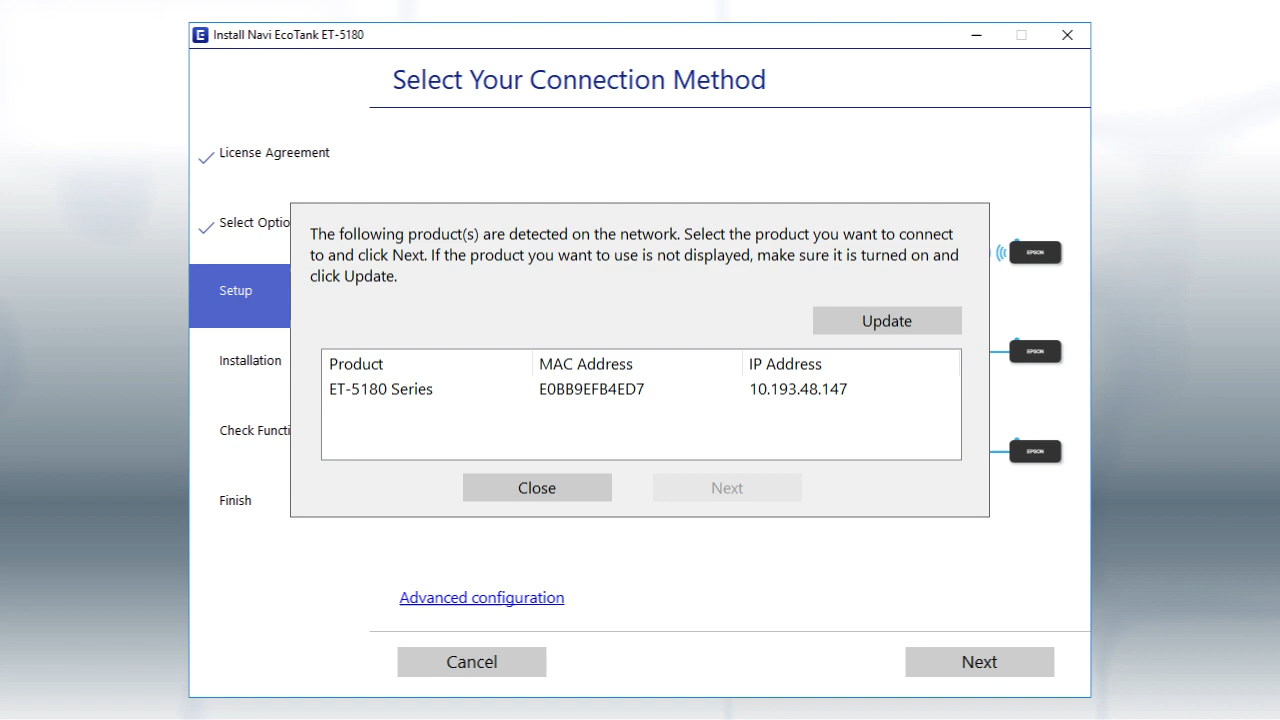 Install Navi EcoTank ET-5180
Select Your Connection Method
License Agreement
Select Optio
The following product(s) are detected on the network. Select the product you want to connect
to and click Next. If the product you want to use is not displayed, make sure it is turned on and
click Update.
EPSON
Setup
Update
EPSON
Installation
Product MAC Address IP Address
ET-5180 Series E0BB9EFB4ED7 10.193.48.147
Check Functi
EPSON
Close Next
Finish
Advanced configuration
Cancel Next